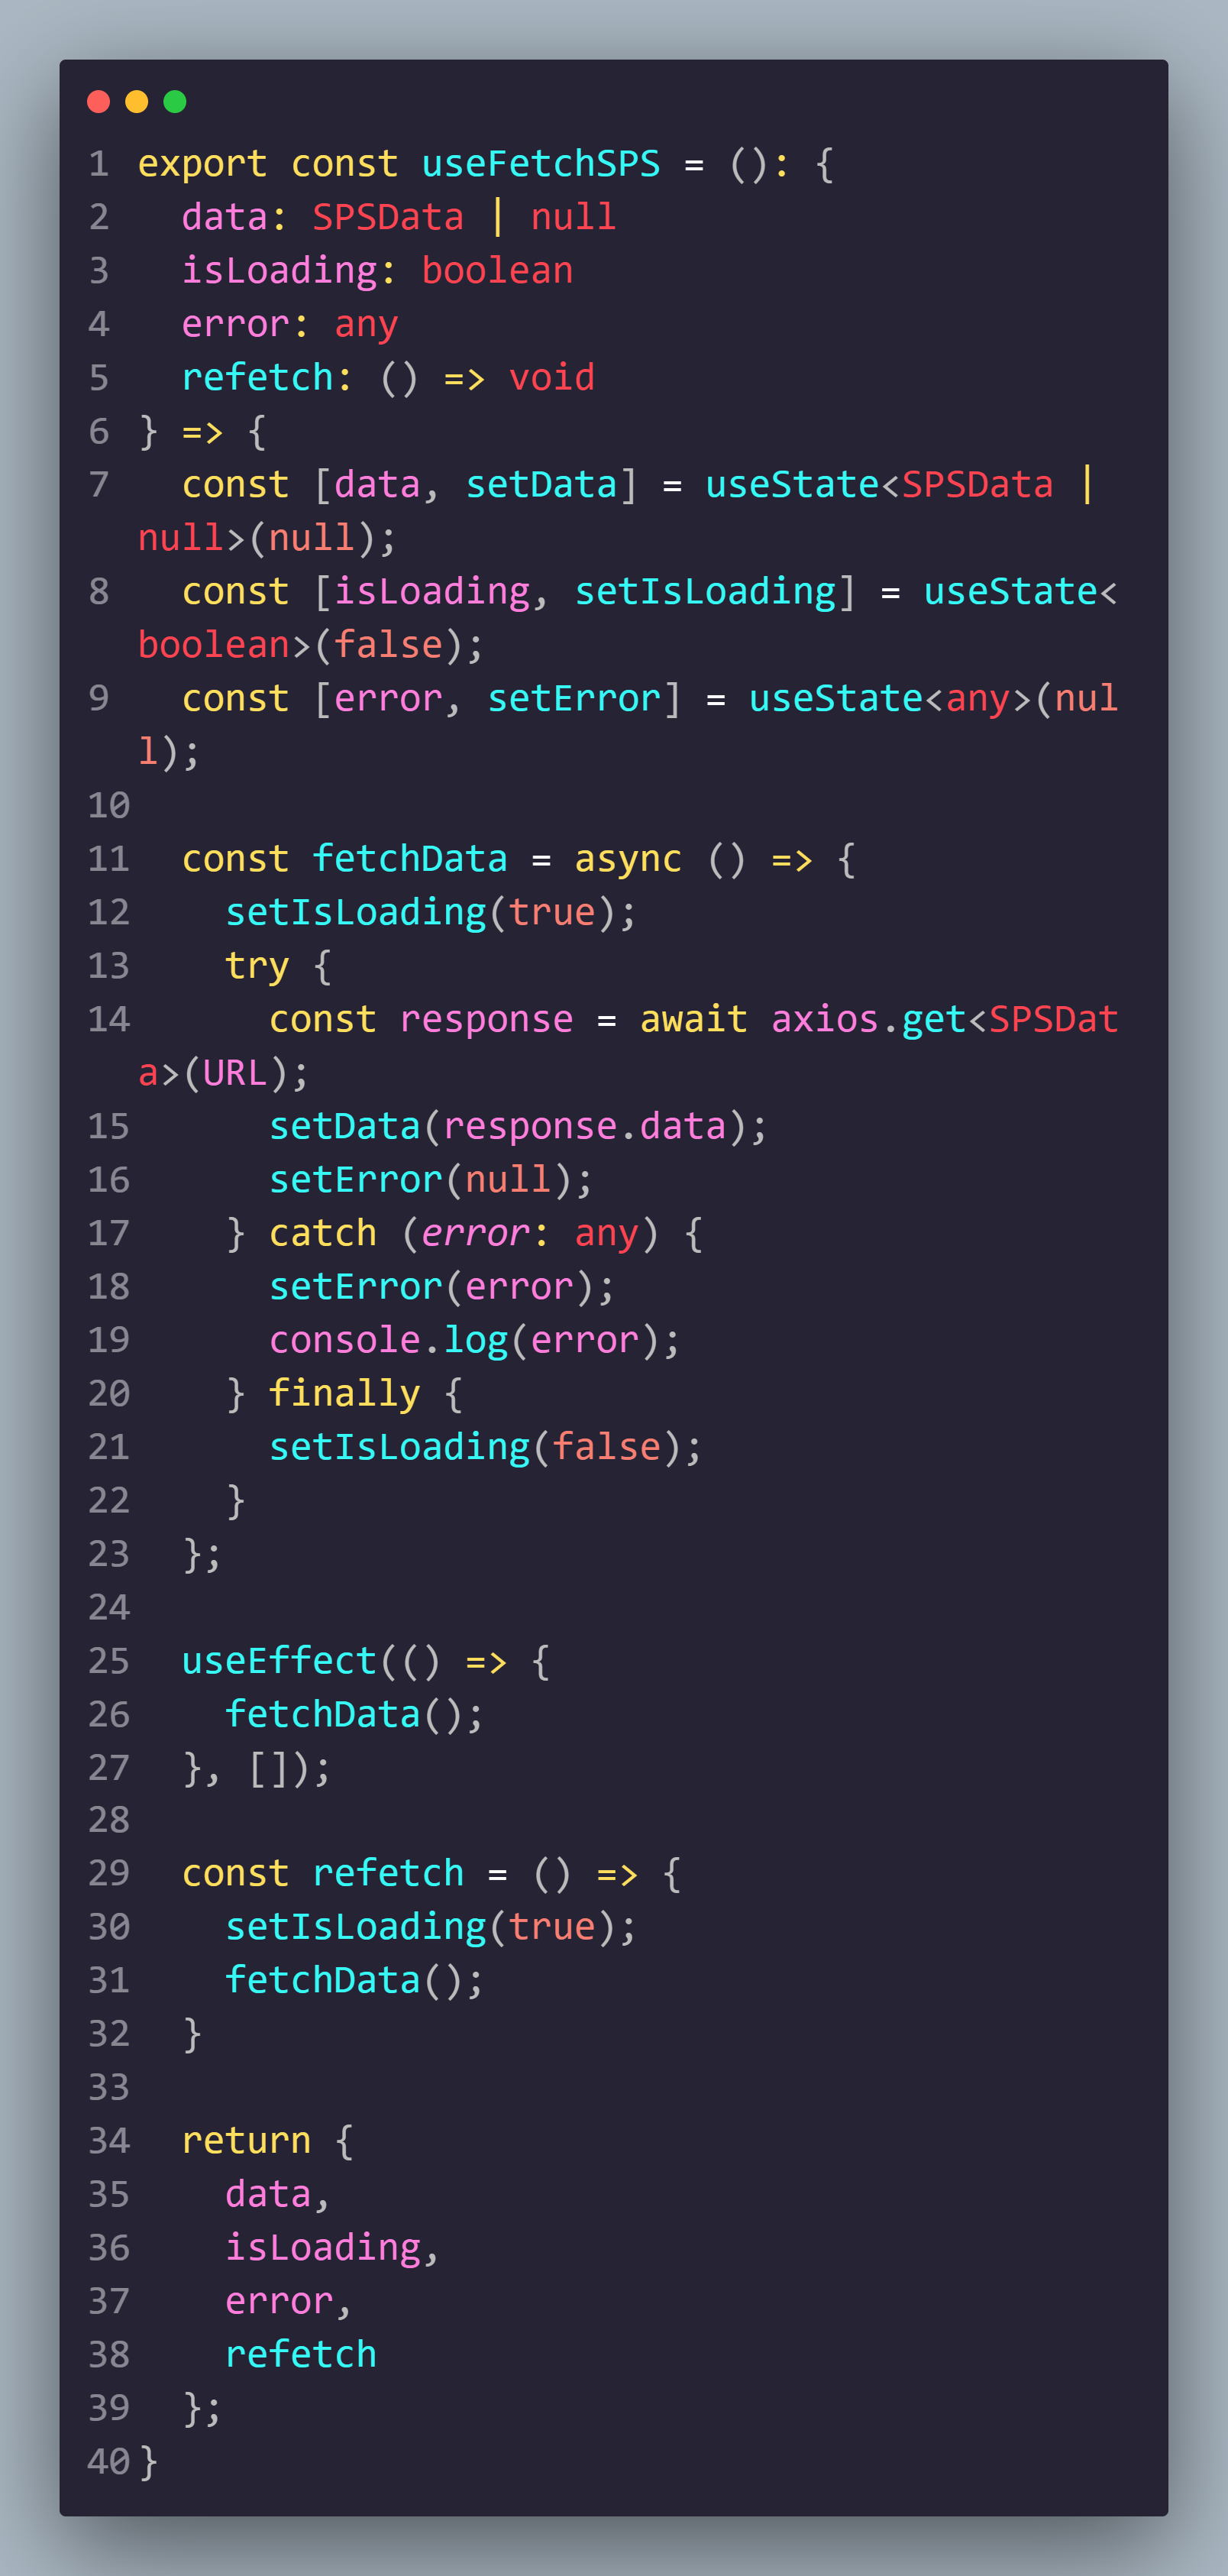 1 export const useFetchSPS = (): {
2   data: SPSData | null
3   isLoading: boolean
4   error: any
5   refetch: () => void
6 } => {
7   const [data, setData] = useState<SPSData |
null>(null);
8   const [isLoading, setIsLoading] = useState<
boolean>(false);
9   const [error, setError] = useState<any>(nul
l);
10
11   const fetchData = async () => {
12     setIsLoading(true);
13     try {
14       const response = await axios.get<SPSDat
a>(URL);
15       setData(response.data);
16       setError(null);
17     } catch (error: any) {
18       setError(error);
19       console.log(error);
20     } finally {
21       setIsLoading(false);
22     }
23   };
24
25   useEffect(() => {
26     fetchData();
27   }, []);
28
29   const refetch = () => {
30     setIsLoading(true);
31     fetchData();
32   }
33
34   return {
35     data,
36     isLoading,
37     error,
38     refetch
39   };
40 }